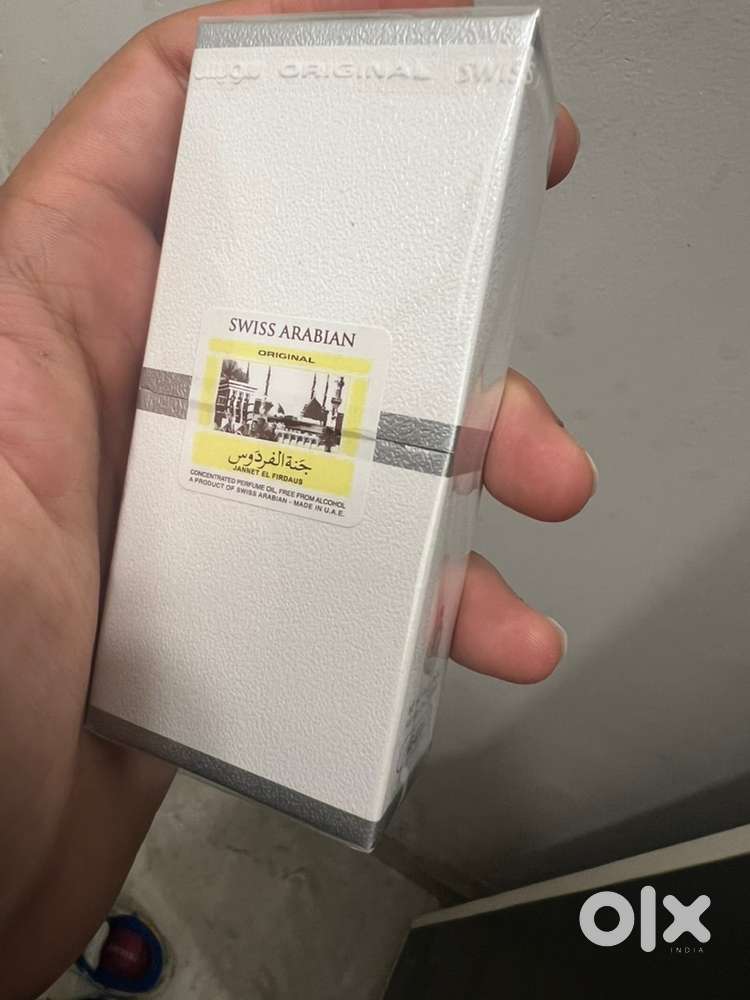 سويس ORIGINAL SWISS
SWISS ARABIAN
ORIGINAL
جنة الفردوس
JANNET EL FIRDAUS
CONCENTRATED PERFUME OIL, FREE FROM ALCOHOL
A PRODUCT OF SWISS ARABIAN - MADE IN U.A.E.
olx
INDIA